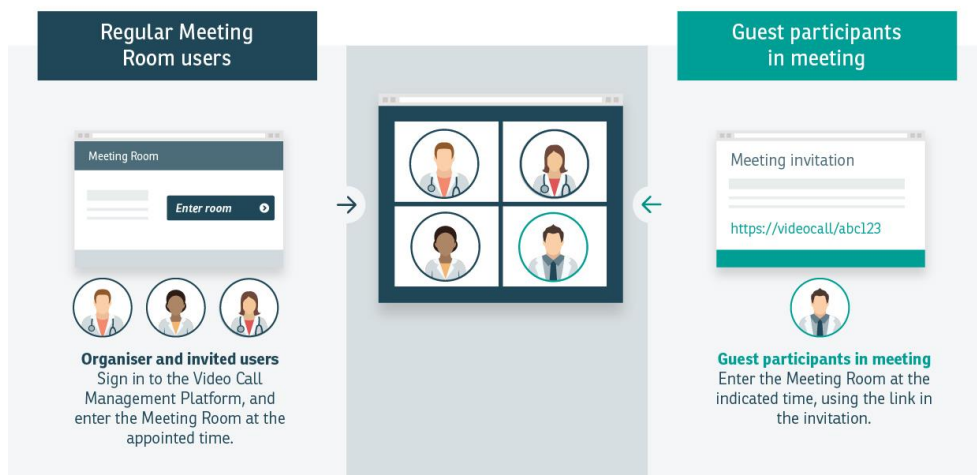 Regular Meeting
Room users
Meeting Room
Enter room
Organiser and invited users
Sign in to the Video Call
Management Platform, and
enter the Meeting Room at the
appointed time.
Guest participants
in meeting
Meeting invitation
https://videocall/abc123
Guest participants in meeting
Enter the Meeting Room at the
indicated time, using the link in
the invitation.